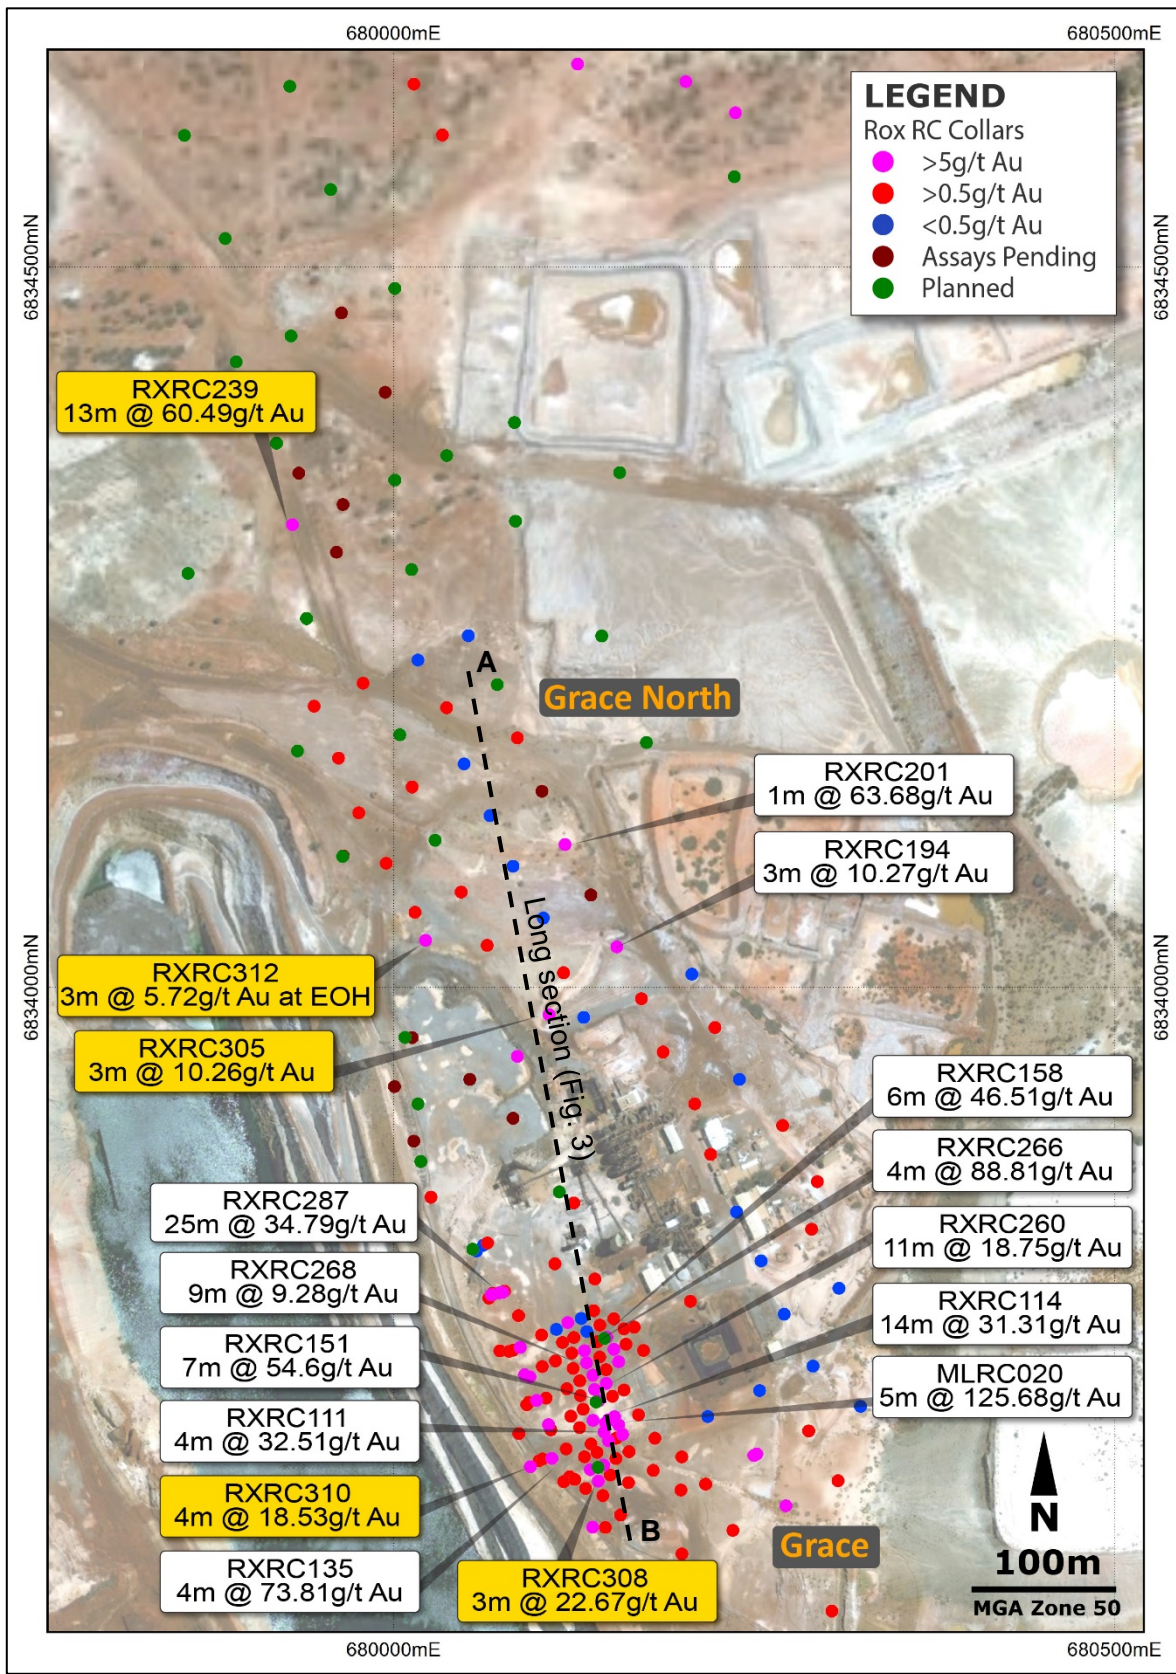 680000mE
680500mE
LEGEND
Rox RC Collars
>5g/t Au
>0.5g/t Au
<0.5g/t Au
Assays Pending
Planned
6834500mN
6834500mN
RXRC239
13m @ 60.49g/t Au
A
Grace North
RXRC201
1m @ 63.68g/t Au
RXRC194
3m @ 10.27g/t Au
Long section (Fig. 3)
6834000mN
6834000mN
RXRC312
3m @ 5.72g/t Au at EOH
RXRC305
3m @ 10.26g/t Au
RXRC158
6m @ 46.51g/t Au
RXRC266
4m @ 88.81g/t Au
RXRC287
25m @ 34.79g/t Au
RXRC260
11m @ 18.75g/t Au
RXRC268
9m @ 9.28g/t Au
RXRC114
14m @ 31.31g/t Au
RXRC151
7m @ 54.6g/t Au
MLRC020
5m @ 125.68g/t Au
RXRC111
4m @ 32.51g/t Au
RXRC310
4m @ 18.53g/t Au
B
Grace
N
100m
MGA Zone 50
RXRC135
4m @ 73.81g/t Au
RXRC308
3m @ 22.67g/t Au
680000mE
680500mE